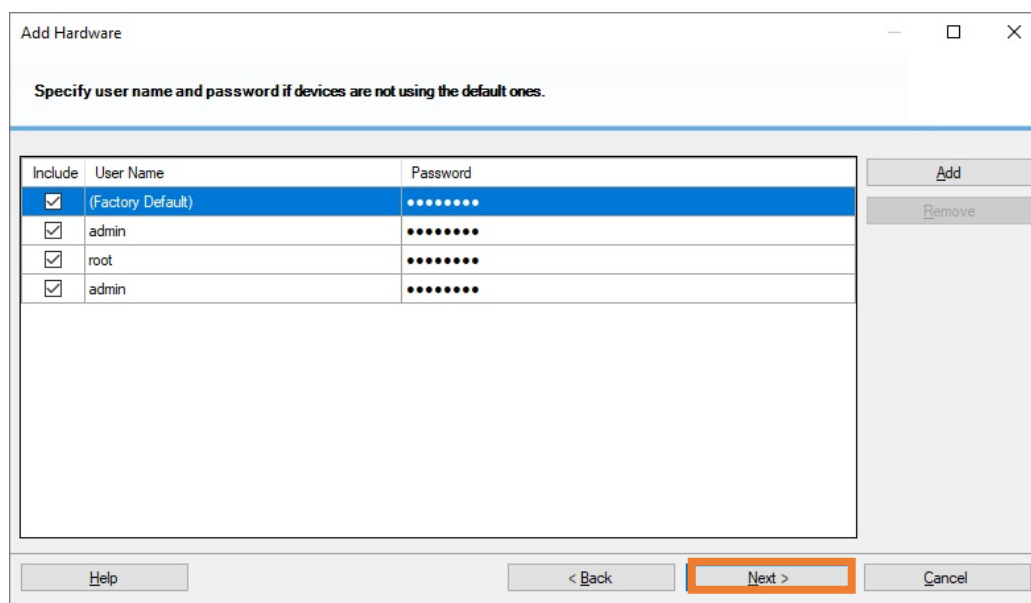 Add Hardware
Specify user name and password if devices are not using the default ones.
Include User Name Password
(Factory Default) ●●●●●●●●
admin ●●●●●●●●
root ●●●●●●●●
admin ●●●●●●●●
Add
Remove
Help < Back Next > Cancel